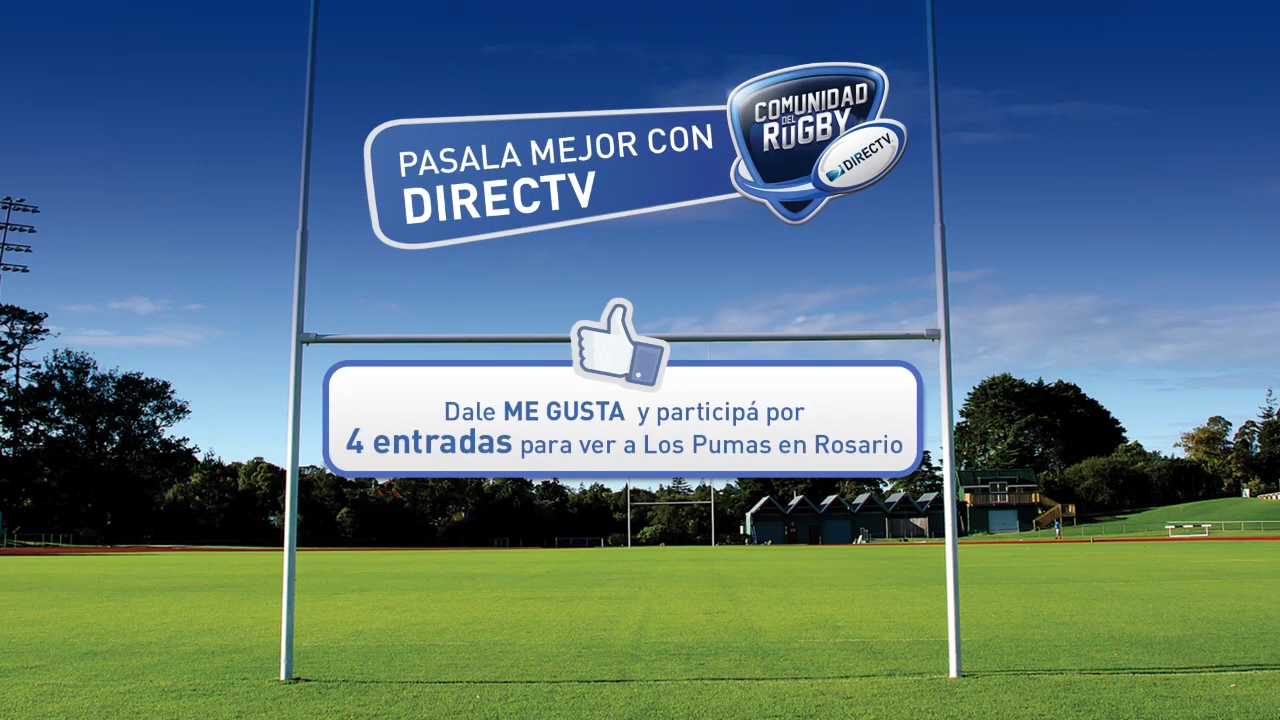 PASALA MEJOR CON
DIRECTV
COMUNIDAD
DEL
RUGBY
DIRECTV
Dale ME GUSTA y participá por
4 entradas para ver a Los Pumas en Rosario